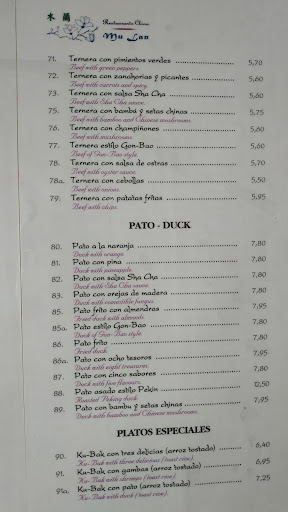 木蘭
Restaurante Chino
Mu Lan
71. Ternera con pimientos verdes 5,70
Beef with green peppers.
72. Ternera con zanahorias y picantes 5,60
Beef with carrots and spicy.
73. Ternera con salsa Sha Cha 5,60
Beef with Sha Cha sauce.
75. Ternera con bambá y setas chinas 5,75
Beef with bamboo and Chinese mushrooms.
76. Ternera con champiñones 5,60
Beef with mushrooms.
77. Ternera estilo Gon-Bao 5,60
Beef of Gon-Bao style.
78. Ternera con salsa de ostras 5,70
Beef with oyster sauce.
78a. Ternera con cebollas 5,50
Beef with onions.
79. Ternera con patatas fritas 5,95
Beef with chips.
PATO - DUCK
80. Pato a la naranja 7,80
Duck with orange.
81. Pato con pina 7,80
Duck with pineapple.
82. Pato con salsa Sha Cha 7,80
Duck with Sha Cha sauce.
83. Pato con orejas de madera 7,80
Duck with irresistible fungus.
85. Pato frito con almendras 7,80
Fried duck with almonds.
85a. Pato estilo Gon-Bao 7,80
Duck of Gon-Bao style.
86. Pato frito 7,80
Fried duck.
86a. Pato con ocho tesoros 7,95
Duck with eight treasures.
87. Pato con cinco sabores 7,80
Duck with five flavours.
88. Pato asado estilo Pekin 12,50
Roasted Peking duck.
89. Pato con bambu y setas chinas 7,95
Duck with bamboo and Chinese mushrooms.
PLATOS ESPECIALES
90. Ku-Bak con tres delicias (arroz tostado) 6,40
Ku-Bak with three delicious (toast rice).
91. Ku-Bak con gambas (arroz tostado) 6,95
Ku-Bak with shrimps (toast rice).
91a. Ku-Bak con pato (arroz tostado) 7,25
Ku-Bak with duck (toast rice).